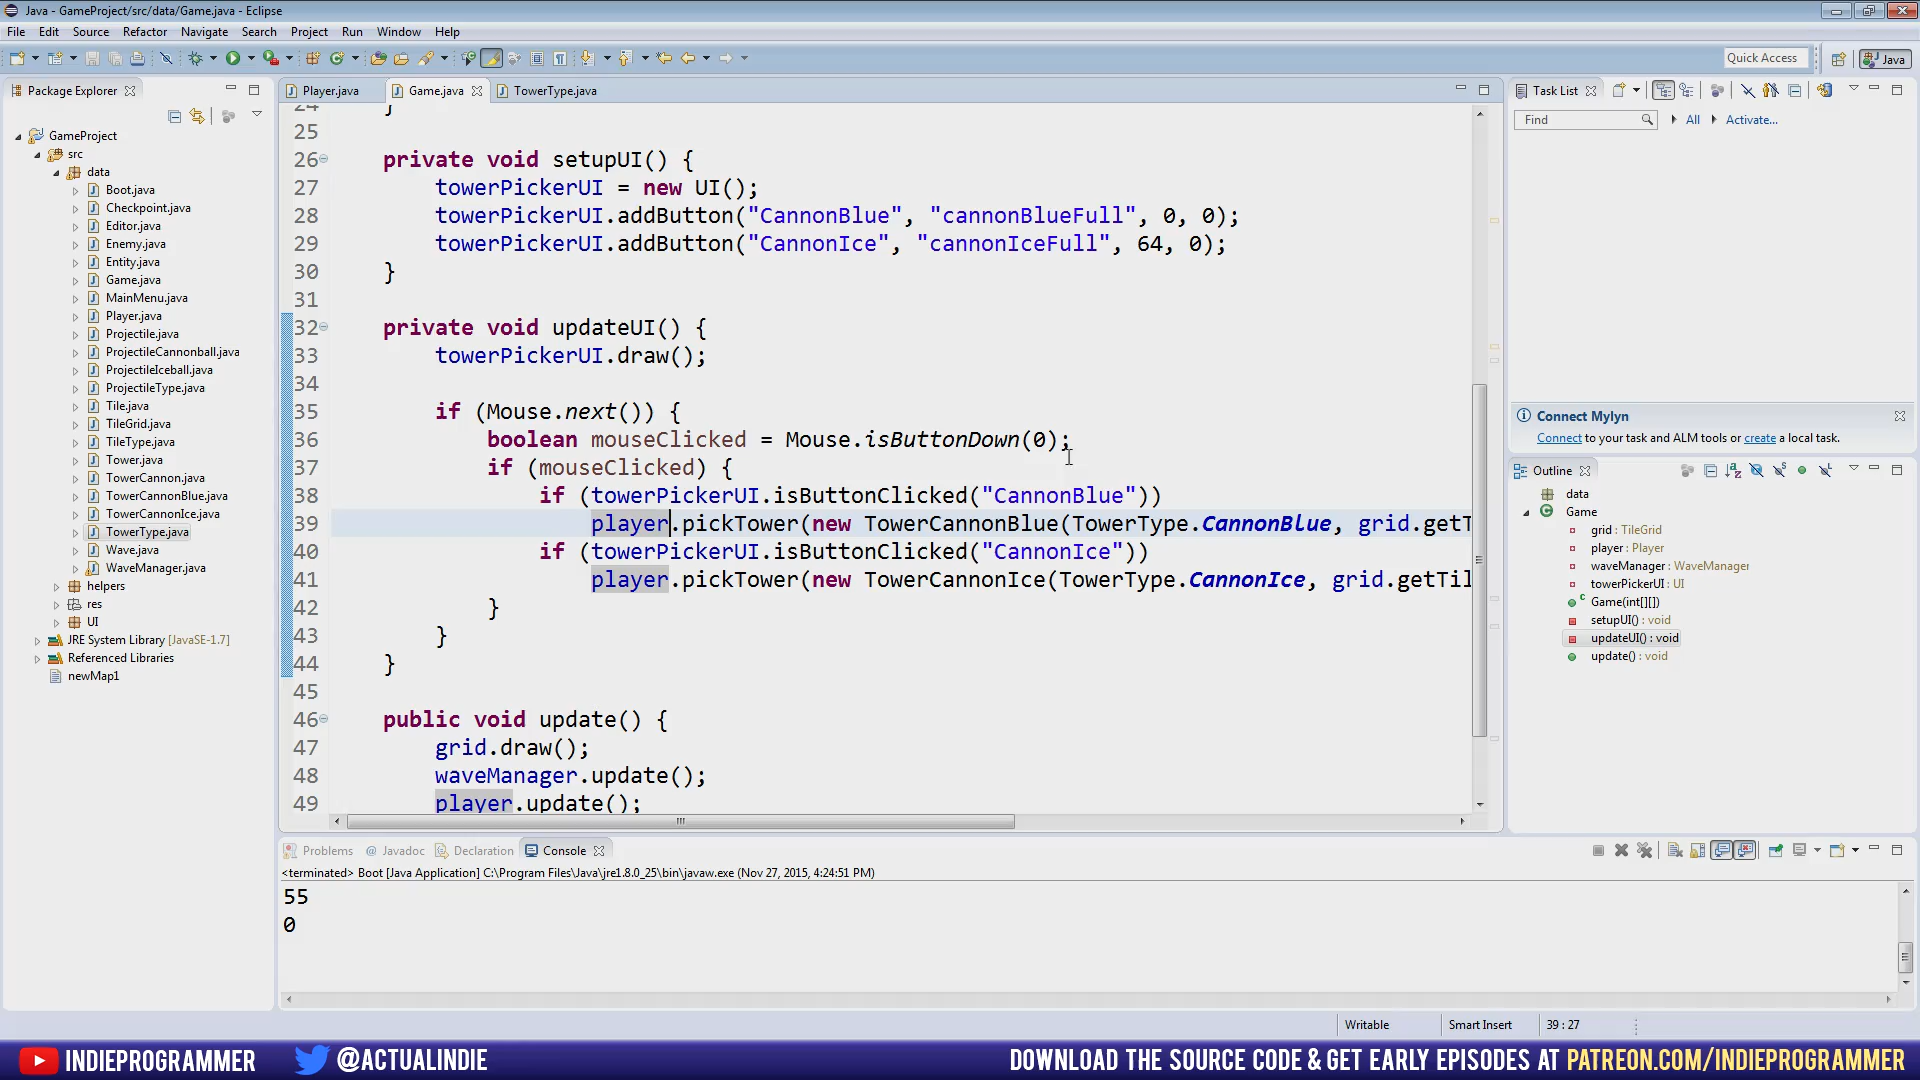 Java - GameProject/src/data/Game.java - Eclipse
File Edit Source Refactor Navigate Search Project Run Window Help
Quick Access
Java
Package Explorer
GameProject
src
data
Boot.java
Checkpoint.java
Editor.java
Enemy.java
Entity.java
Game.java
MainMenu.java
Player.java
Projectile.java
ProjectileCannonball.java
ProjectileIceball.java
ProjectileType.java
Tile.java
TileGrid.java
TileType.java
Tower.java
TowerCannon.java
TowerCannonBlue.java
TowerCannonIce.java
TowerType.java
Wave.java
WaveManager.java
helpers
res
UI
JRE System Library [JavaSE-1.7]
Referenced Libraries
newMap1
Player.java Game.java TowerType.java
24 }
25
26 private void setupUI() {
27 towerPickerUI = new UI();
28 towerPickerUI.addButton("CannonBlue", "cannonBlueFull", 0, 0);
29 towerPickerUI.addButton("CannonIce", "cannonIceFull", 64, 0);
30 }
31
32 private void updateUI() {
33 towerPickerUI.draw();
34
35 if (Mouse.next()) {
36 boolean mouseClicked = Mouse.isButtonDown(0);
37 if (mouseClicked) {
38 if (towerPickerUI.isButtonClicked("CannonBlue"))
39 player.pickTower(new TowerCannonBlue(TowerType.CannonBlue, grid.getT
40 if (towerPickerUI.isButtonClicked("CannonIce"))
41 player.pickTower(new TowerCannonIce(TowerType.CannonIce, grid.getTil
42 }
43 }
44 }
45
46 public void update() {
47 grid.draw();
48 waveManager.update();
49 player.update();
Task List
Find All Activate...
Connect Mylyn
Connect to your task and ALM tools or create a local task.
Outline
data
Game
grid : TileGrid
player : Player
waveManager : WaveManager
towerPickerUI : UI
Game(int[][])
setupUI() : void
updateUI() : void
update() : void
Problems Javadoc Declaration Console
<terminated> Boot [Java Application] C:\Program Files\Java\jre1.8.0_25\bin\javaw.exe (Nov 27, 2015, 4:24:51 PM)
55
0
Writable Smart Insert 39 : 27
INDIEPROGRAMMER @ACTUALINDIE DOWNLOAD THE SOURCE CODE & GET EARLY EPISODES AT PATREON.COM/INDIEPROGRAMMER